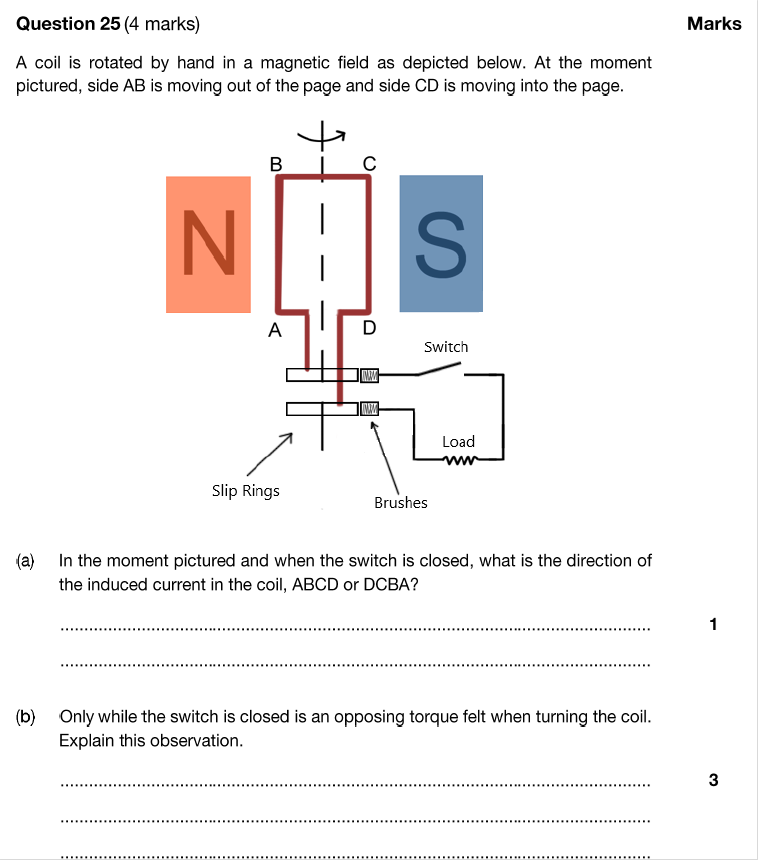 Question 25 (4 marks) Marks
A coil is rotated by hand in a magnetic field as depicted below. At the moment
pictured, side AB is moving out of the page and side CD is moving into the page.
B C
N S
A D
Switch
Load
Slip Rings
Brushes
(a) In the moment pictured and when the switch is closed, what is the direction of
the induced current in the coil, ABCD or DCBA?
1
(b) Only while the switch is closed is an opposing torque felt when turning the coil.
Explain this observation.
3